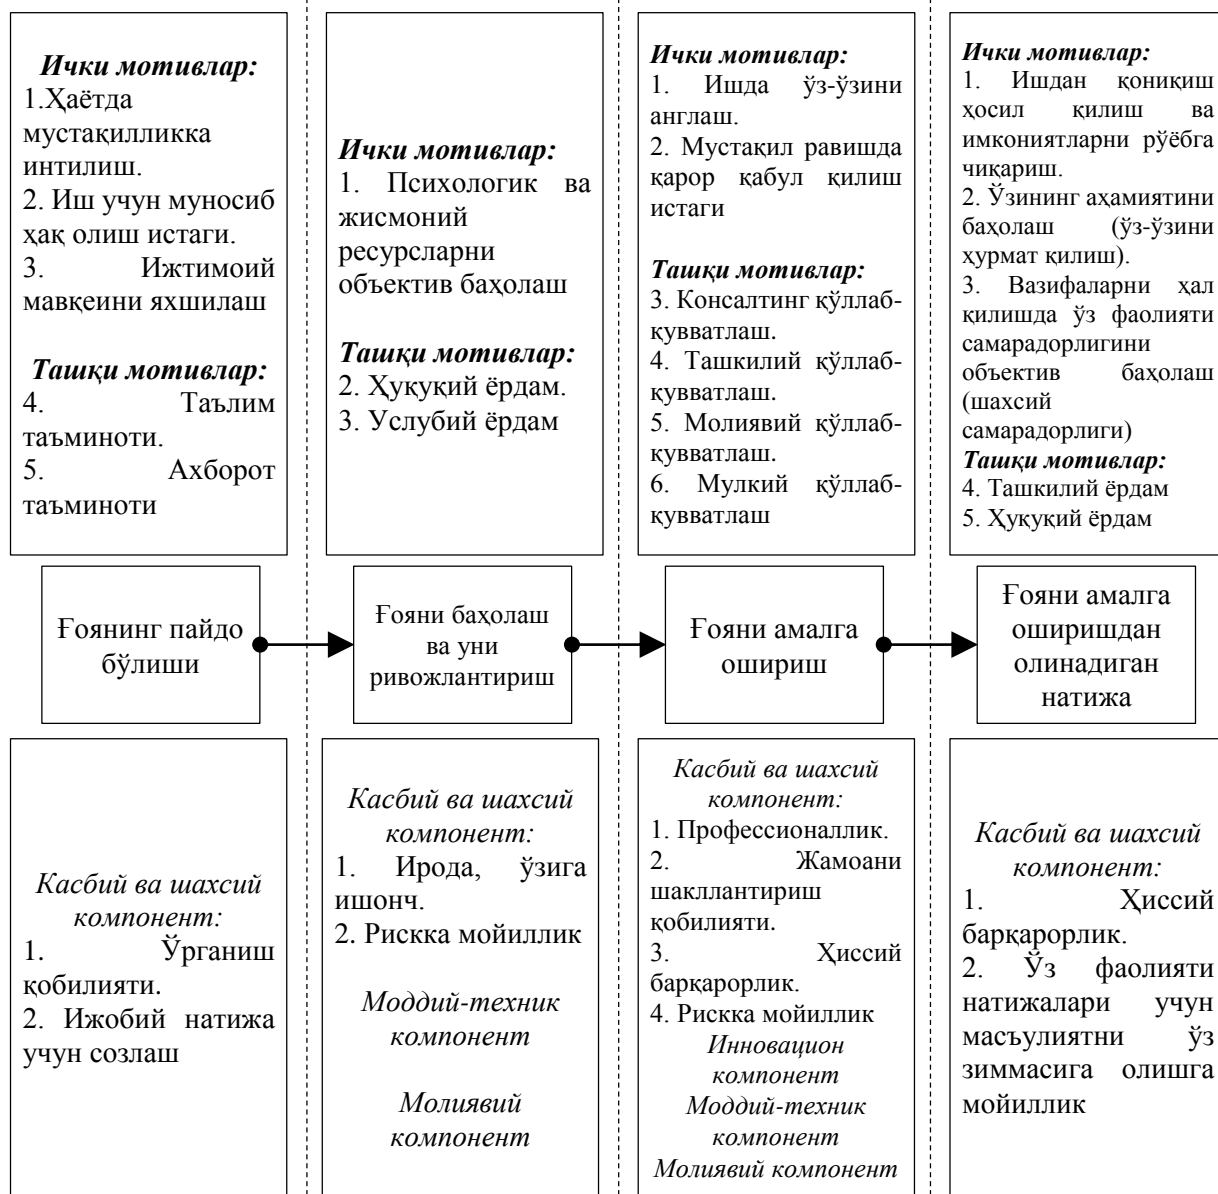 Ички мотивлар:
1.Ҳаётда
мустақилликка
интилиш.
2. Иш учун муносиб
ҳақ олиш истаги.
3. Ижтимоий
мавқеини яхшилаш
Ташқи мотивлар:
4. Таълим
таъминоти.
5. Ахборот
таъминоти
Ички мотивлар:
1. Психологик ва
жисмоний
ресурсларни
объектив баҳолаш
Ташқи мотивлар:
2. Ҳуқуқий ёрдам.
3. Услубий ёрдам
Ички мотивлар:
1. Ишда ўз-ўзини
англаш.
2. Мустақил равишда
қарор қабул қилиш
истаги
Ташқи мотивлар:
3. Консалтинг қўллаб-
қувватлаш.
4. Ташкилий қўллаб-
қувватлаш.
5. Молиявий қўллаб-
қувватлаш.
6. Мулкий қўллаб-
қувватлаш
Ички мотивлар:
1. Ишдан қониқиш
ҳосил қилиш ва
имкониятларни рўёбга
чиқариш.
2. Ўзининг аҳамиятини
баҳолаш (ўз-ўзини
ҳурмат қилиш).
3. Вазифаларни ҳал
қилишда ўз фаолияти
самарадорлигини
объектив баҳолаш
(шахсий
самарадорлиги)
Ташқи мотивлар:
4. Ташкилий ёрдам
5. Ҳуқуқий ёрдам
Ғоянинг пайдо
бўлиши
Ғояни баҳолаш
ва уни
ривожлантириш
Ғояни амалга
ошириш
Ғояни амалга
оширишдан
олинадиган
натижа
Касбий ва шахсий
компонент:
1. Ўрганиш
қобилияти.
2. Ижобий натижа
учун созлаш
Касбий ва шахсий
компонент:
1. Ирода, ўзига
ишонч.
2. Рискка мойиллик
Моддий-техник
компонент
Молиявий
компонент
Касбий ва шахсий
компонент:
1. Профессионаллик.
2. Жамоани
шакллантириш
қобилияти.
3. Ҳиссий
барқарорлик.
4. Рискка мойиллик
Инновацион
компонент
Моддий-техник
компонент
Молиявий компонент
Касбий ва шахсий
компонент:
1. Ҳиссий
барқарорлик.
2. Ўз фаолияти
натижалари учун
масъулиятни ўз
зиммасига олишга
мойиллик